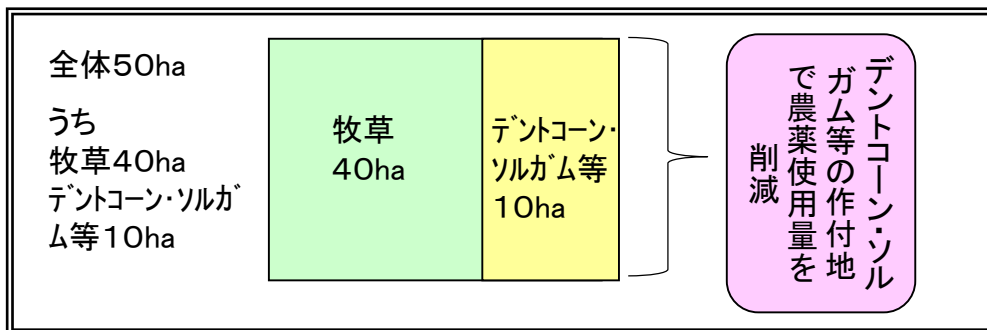 全体50ha
うち
牧草40ha
デントコーン・ソルガ
ム等10ha
牧草
40ha
デントコーン・
ソルガム等
10ha
デントコーン・ソル
ガム等の作付地
で農薬使用量を
削減